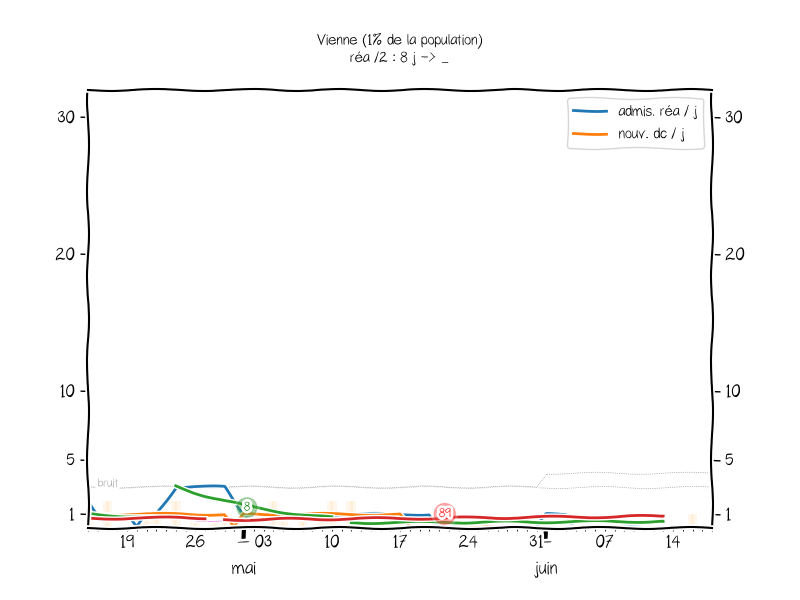 Vienne (1% de la population)
réa /2 : 8 j -> _
admis. réa / j
nouv. dc / j
30
30
20
20
10
10
5
5
bruit
8
89
1
1
19 26 03 10 17 24 31 07 14
mai juin